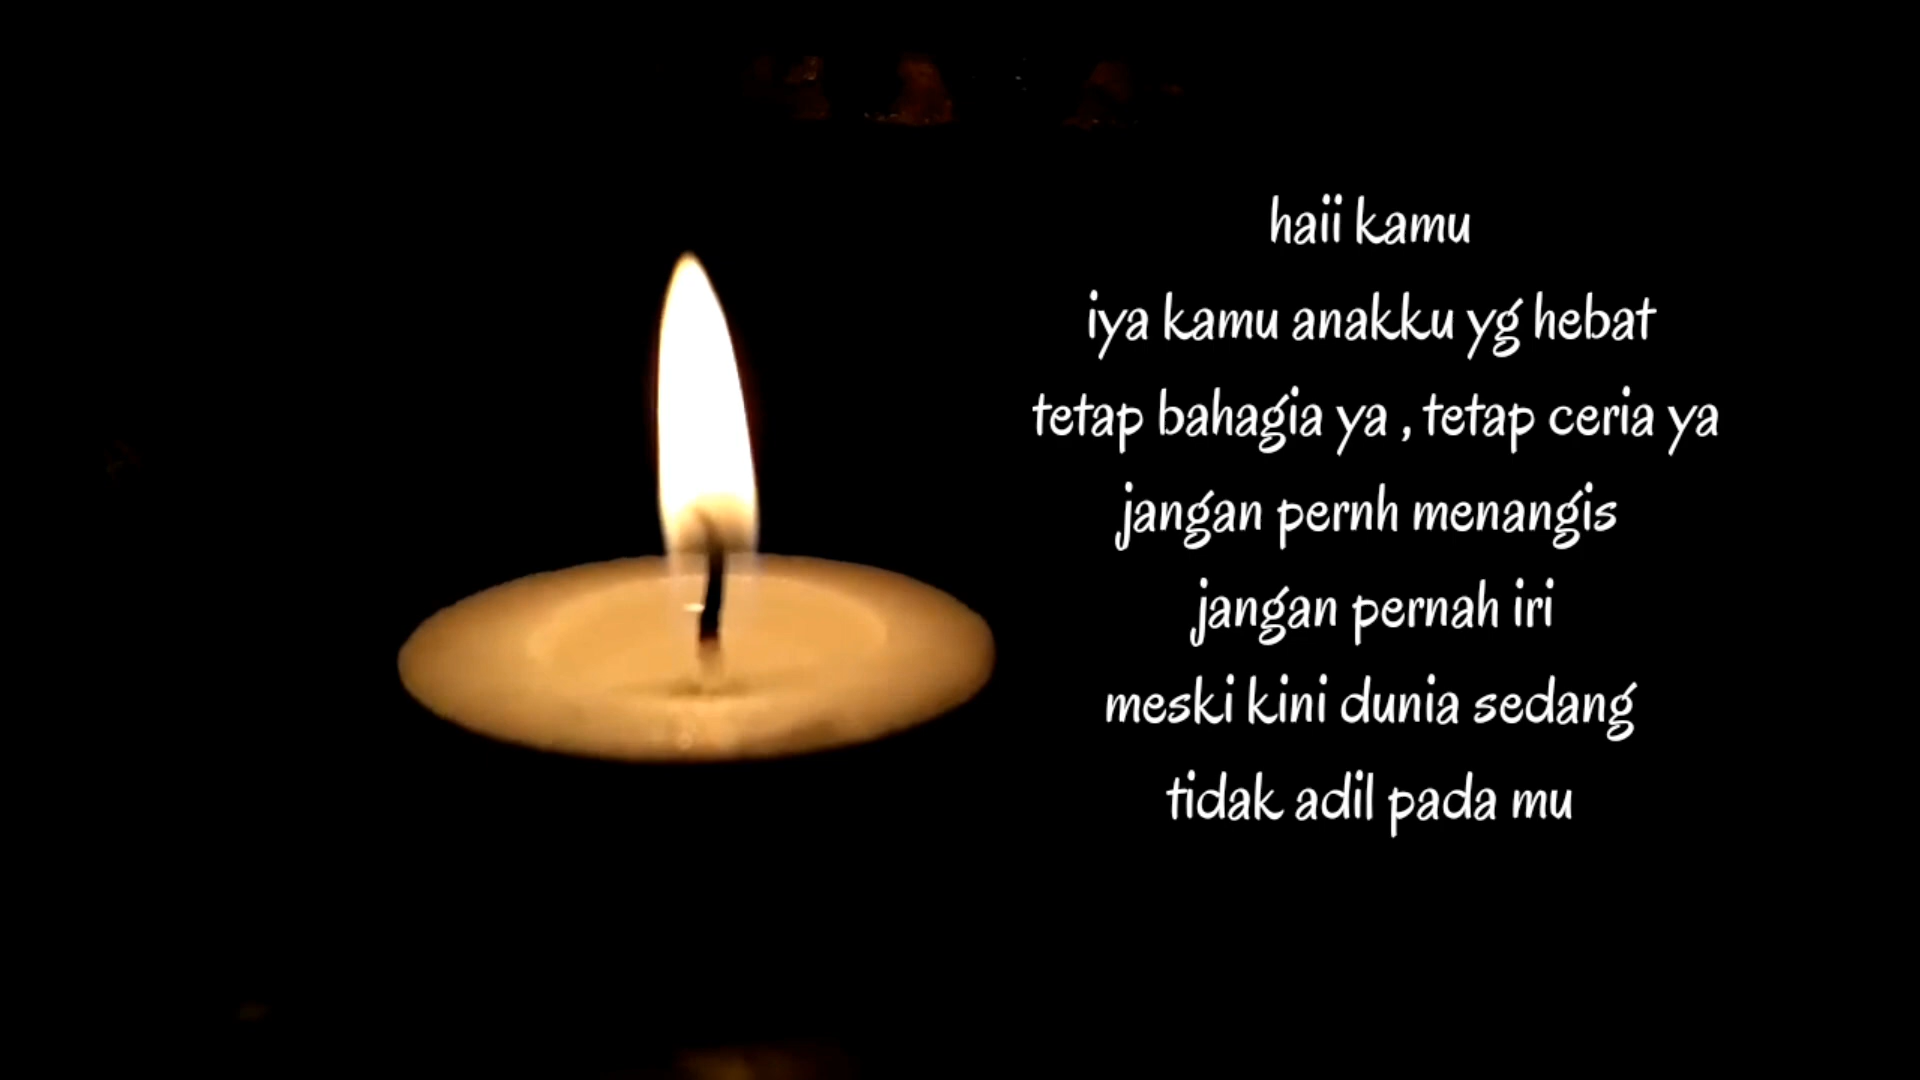 haii kamu
iya kamu anakku yg hebat
tetap bahagia ya , tetap ceria ya
jangan pernh menangis
jangan pernah iri
meski kini dunia sedang
tidak adil pada mu